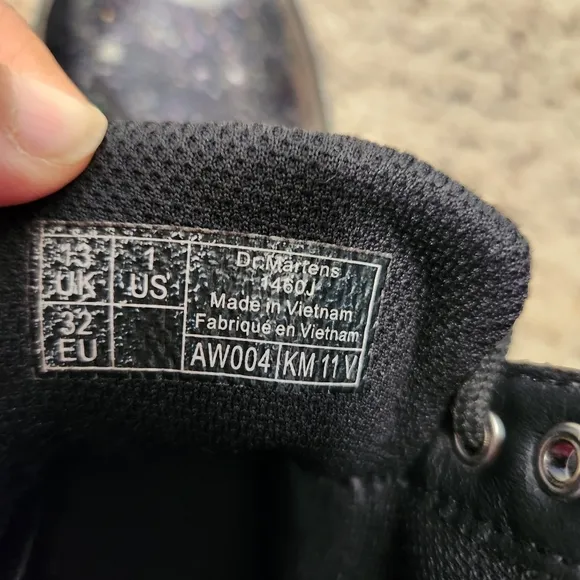 13
UK
1
US
32
EU
Dr.Martens
1460J
Made in Vietnam
Fabriqué en Vietnam
AW004
KM 11 V